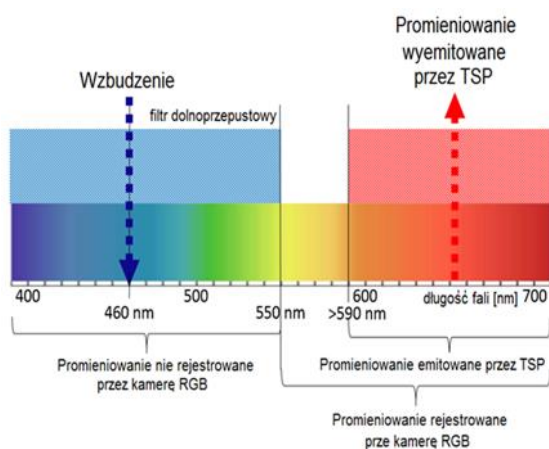 Promieniowanie
wyemitowane
przez TSP
Wzbudzenie
filtr dolnoprzepustowy
400
500
600
długość fali [nm]
700
460 nm
550 nm
>590 nm
Promieniowanie nie rejestrowane
przez kamerę RGB
Promieniowanie emitowane przez TSP
Promieniowanie rejestrowane
prze kamerę RGB